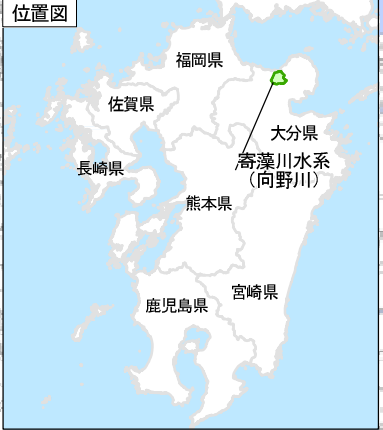 位置図
福岡県
佐賀県
大分県
長崎県
寄藻川水系
（向野川）
熊本県
宮崎県
鹿児島県